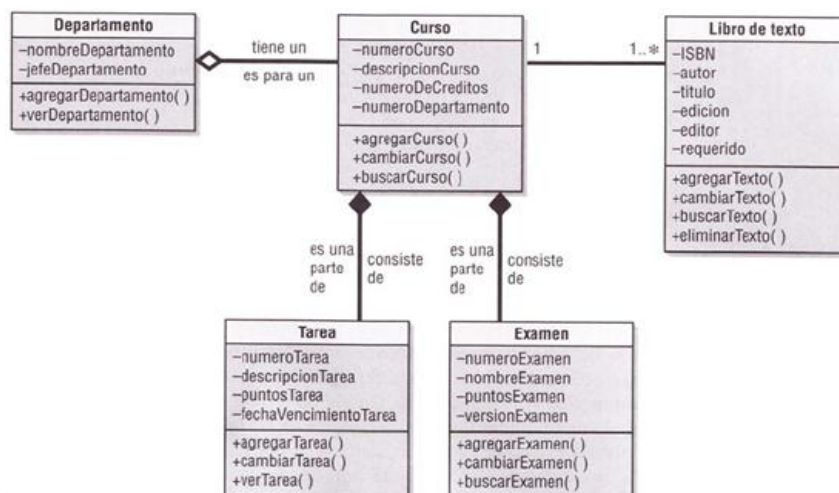 Departamento
–nombreDepartamento
–jefeDepartamento
+agregarDepartamento( )
+verDepartamento( )
tiene un
es para un
Curso
–numeroCurso
–descripcionCurso
–numeroDeCreditos
–numeroDepartamento
+agregarCurso( )
+cambiarCurso( )
+buscarCurso( )
1
1..*
Libro de texto
–ISBN
–autor
–titulo
–edicion
–editor
–requerido
+agregarTexto( )
+cambiarTexto( )
+buscarTexto( )
+eliminarTexto( )
es una
parte
de
consiste
de
es una
parte
de
consiste
de
Tarea
–numeroTarea
–descripcionTarea
–puntosTarea
–fechaVencimientoTarea
+agregarTarea( )
+cambiarTarea( )
+verTarea( )
Examen
–numeroExamen
–nombreExamen
–puntosExamen
–versionExamen
+agregarExamen( )
+cambiarExamen( )
+buscarExamen( )